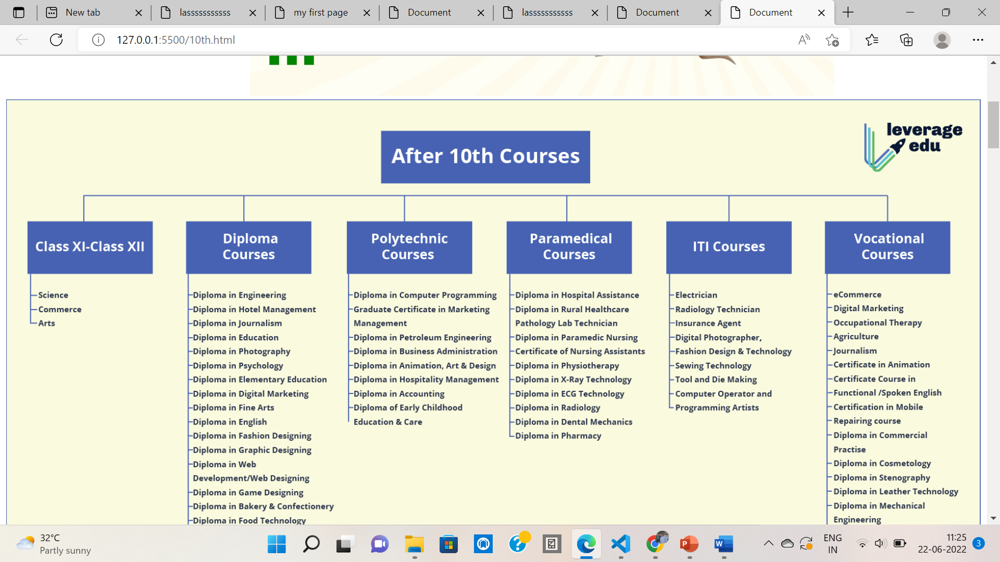 New tab
lasssssssssss
my first page
Document
lasssssssssss
Document
Document
127.0.0.1:5500/10th.html
leverage
edu
After 10th Courses
Class XI-Class XII
Science
Commerce
Arts
Diploma
Courses
Diploma in Engineering
Diploma in Hotel Management
Diploma in Journalism
Diploma in Education
Diploma in Photography
Diploma in Psychology
Diploma in Elementary Education
Diploma in Digital Marketing
Diploma in Fine Arts
Diploma in English
Diploma in Fashion Designing
Diploma in Graphic Designing
Diploma in Web
Development/Web Designing
Diploma in Game Designing
Diploma in Bakery & Confectionery
Diploma in Food Technology
Polytechnic
Courses
Diploma in Computer Programming
Graduate Certificate in Marketing
Management
Diploma in Petroleum Engineering
Diploma in Business Administration
Diploma in Animation, Art & Design
Diploma in Hospitality Management
Diploma in Accounting
Diploma of Early Childhood
Education & Care
Paramedical
Courses
Diploma in Hospital Assistance
Diploma in Rural Healthcare
Pathology Lab Technician
Diploma in Paramedic Nursing
Certificate of Nursing Assistants
Diploma in Physiotherapy
Diploma in X-Ray Technology
Diploma in ECG Technology
Diploma in Radiology
Diploma in Dental Mechanics
Diploma in Pharmacy
ITI Courses
Electrician
Radiology Technician
Insurance Agent
Digital Photographer,
Fashion Design & Technology
Sewing Technology
Tool and Die Making
Computer Operator and
Programming Artists
Vocational
Courses
eCommerce
Digital Marketing
Occupational Therapy
Agriculture
Journalism
Certificate in Animation
Certificate Course in
Functional /Spoken English
Certification in Mobile
Repairing course
Diploma in Commercial
Practise
Diploma in Cosmetology
Diploma in Stenography
Diploma in Leather Technology
Diploma in Mechanical
Engineering
32°C
Partly sunny
ENG
IN
11:25
22-06-2022
3